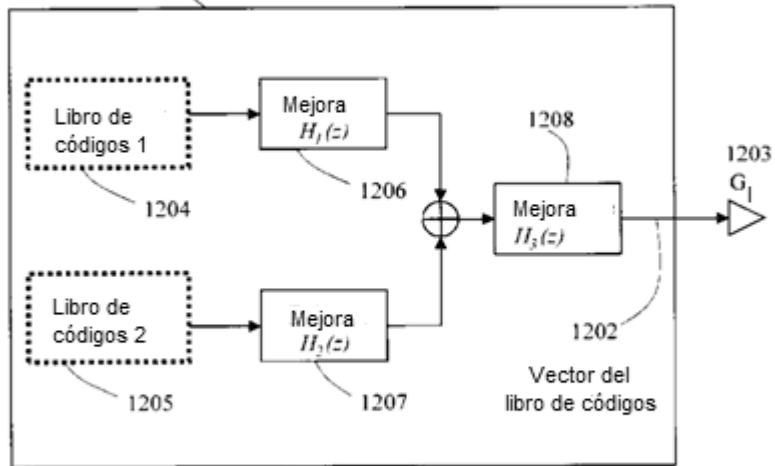 Libro de
códigos 1
1204
Mejora
H₁(z)
1206
1208
Mejora
H₃(z)
1203
G₁
Libro de
códigos 2
1205
Mejora
H₂(z)
1207
1202
Vector del
libro de códigos